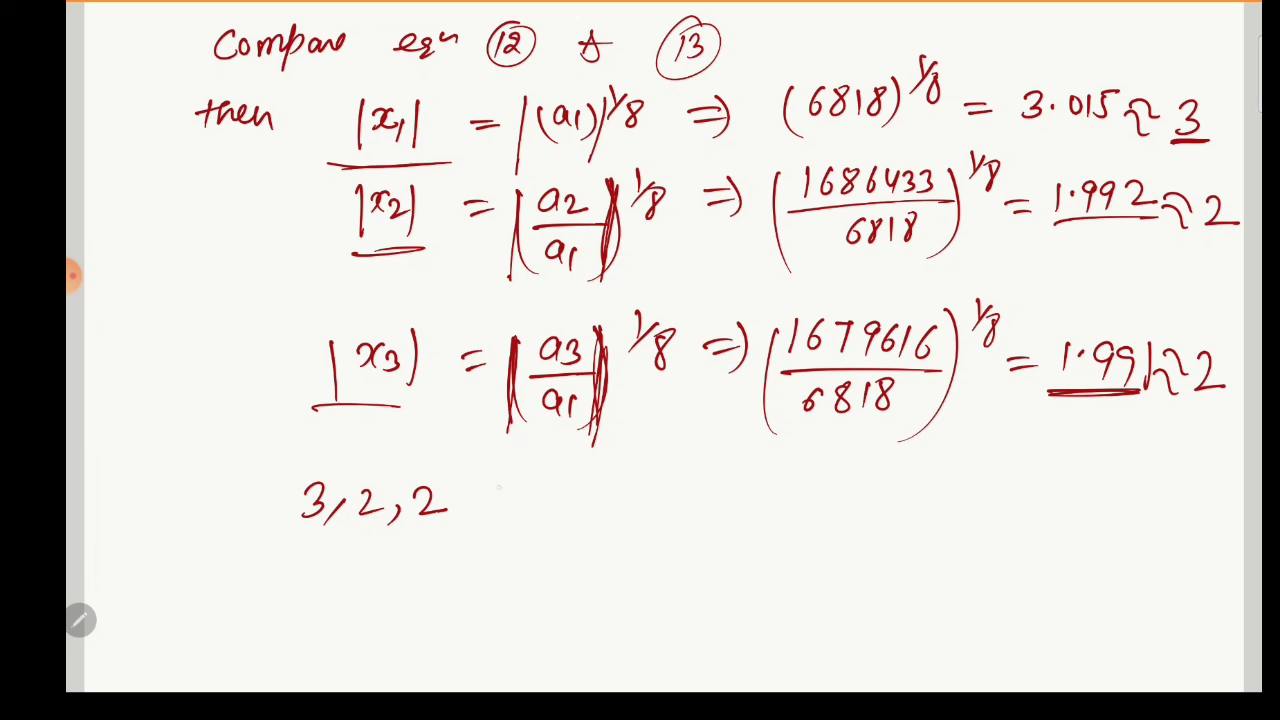 Compare eqn 12 & 13
then |x₁| = |(a1)|^1/8 ⇒ (6818)^1/8 = 3.015 ≈ 3
|x2| = |(a2/a1)|^1/8 ⇒ (1686433/6818)^1/8 = 1.992 ≈ 2
|x3| = |(a3/a1)|^1/8 ⇒ (1679616/6818)^1/8 = 1.991 ≈ 2
3, 2, 2